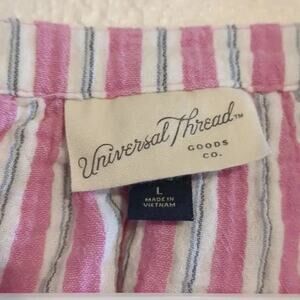 Universal Thread™
GOODS
CO.
L
MADE IN
VIETNAM